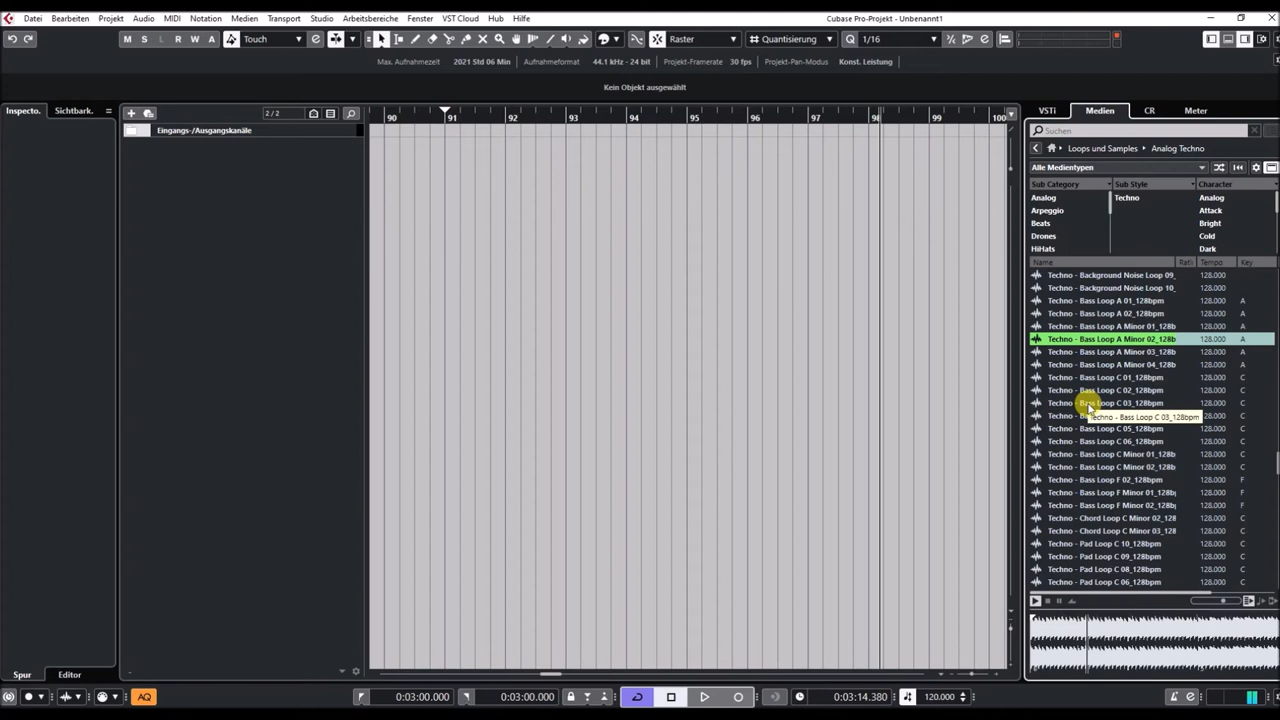 Datei Bearbeiten Projekt Audio MIDI Notation Medien Transport Studio Arbeitsbereiche Fenster VST Cloud Hub Hilfe Cubase Pro-Projekt - Unbenannt1
M S L R W A Touch Raster Quantisierung 1/16
Max. Aufnahmezeit 2021 Std 06 Min Aufnahmeformat 44.1 kHz - 24 bit Projekt-Framerate 30 fps Projekt-Pan-Modus Konst. Leistung
Kein Objekt ausgewählt
Inspecto. Sichtbark. 2 / 2 90 91 92 93 94 95 96 97 98 99 100 VSTi Medien CR Meter
Eingangs-/Ausgangskanäle
Suchen
Loops und Samples Analog Techno
Alle Medientypen
Sub Category Sub Style Character
Analog Techno Analog
Arpeggio Attack
Beats Bright
Drones Cold
HiHats Dark
Name Rati Tempo Key
Techno - Background Noise Loop 09_ 128.000
Techno - Background Noise Loop 10_ 128.000
Techno - Bass Loop A 01_128bpm 128.000 A
Techno - Bass Loop A 02_128bpm 128.000 A
Techno - Bass Loop A Minor 01_128b 128.000 A
Techno - Bass Loop A Minor 02_128b 128.000 A
Techno - Bass Loop A Minor 03_128b 128.000 A
Techno - Bass Loop A Minor 04_128b 128.000 A
Techno - Bass Loop C 01_128bpm 128.000 C
Techno - Bass Loop C 02_128bpm 128.000 C
Techno - Bass Loop C 03_128bpm 128.000 C
Techno - Techno - Bass Loop C 03_128bpm C
Techno - Bass Loop C 05_128bpm 128.000 C
Techno - Bass Loop C 06_128bpm 128.000 C
Techno - Bass Loop C Minor 01_128b 128.000 C
Techno - Bass Loop C Minor 02_128b 128.000 C
Techno - Bass Loop F 02_128bpm 128.000 F
Techno - Bass Loop F Minor 01_128b 128.000 F
Techno - Bass Loop F Minor 02_128b 128.000 F
Techno - Chord Loop C Minor 02_128 128.000 C
Techno - Chord Loop C Minor 03_128 128.000 C
Techno - Pad Loop C 10_128bpm 128.000 C
Techno - Pad Loop C 09_128bpm 128.000 C
Techno - Pad Loop C 08_128bpm 128.000 C
Techno - Pad Loop C 06_128bpm 128.000 C
Spur Editor
AQ 0:03:00.000 0:03:00.000 0:03:14.380 120.000